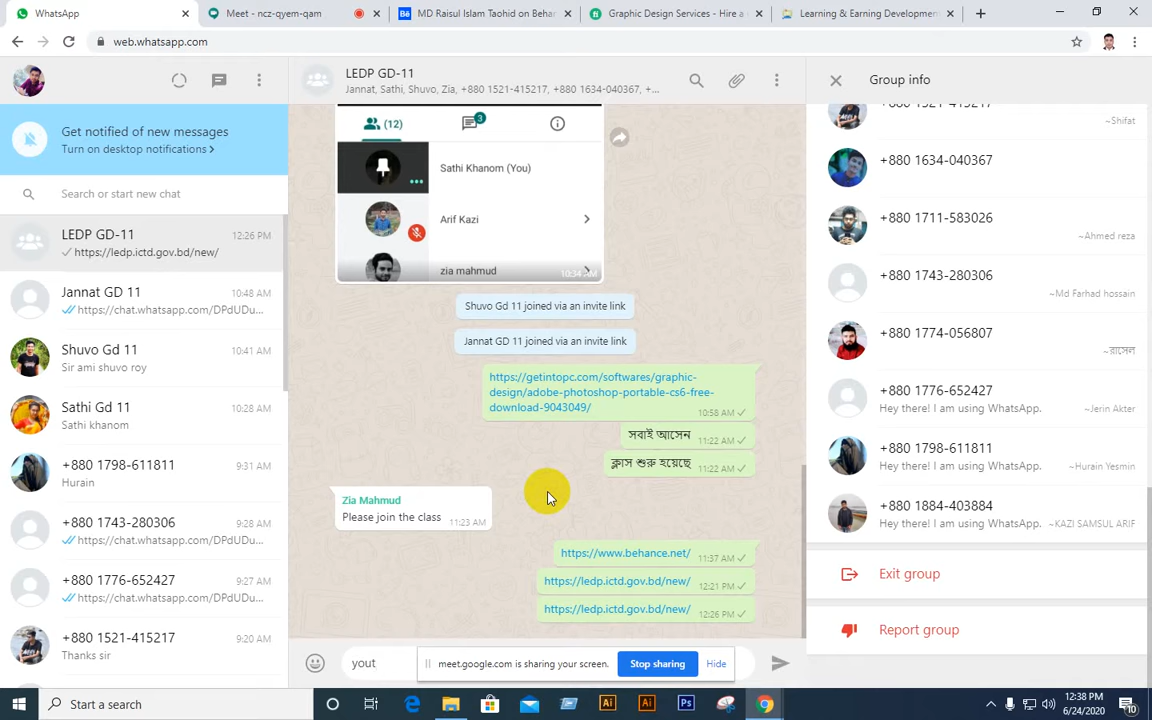 WhatsApp
Meet - ncz-qyem-qam
MD Raisul Islam Taohid on Behan
Graphic Design Services - Hire a
Learning & Earning Developmen
web.whatsapp.com
Get notified of new messages
Turn on desktop notifications
Search or start new chat
LEDP GD-11
12:26 PM
https://ledp.ictd.gov.bd/new/
Jannat GD 11
10:48 AM
https://chat.whatsapp.com/DPdUDu...
Shuvo Gd 11
10:41 AM
Sir ami shuvo roy
Sathi Gd 11
10:28 AM
Sathi khanom
+880 1798-611811
9:31 AM
Hurain
+880 1743-280306
9:28 AM
https://chat.whatsapp.com/DPdUDu...
+880 1776-652427
9:27 AM
https://chat.whatsapp.com/DPdUDu...
+880 1521-415217
9:20 AM
Thanks sir
LEDP GD-11
Jannat, Sathi, Shuvo, Zia, +880 1521-415217, +880 1634-040367, +...
(12)
3
Sathi Khanom (You)
Arif Kazi
zia mahmud
10:34 AM
Shuvo Gd 11 joined via an invite link
Jannat GD 11 joined via an invite link
https://getintopc.com/softwares/graphic-
design/adobe-photoshop-portable-cs6-free-
download-9043049/
10:58 AM
সবাই আসেন
11:22 AM
ক্লাস শুরু হয়েছে
11:22 AM
Zia Mahmud
Please join the class
11:23 AM
https://www.behance.net/
11:37 AM
https://ledp.ictd.gov.bd/new/
12:21 PM
https://ledp.ictd.gov.bd/new/
12:26 PM
yout
meet.google.com is sharing your screen.
Stop sharing
Hide
Group info
+880 1521-415217
~Shifat
+880 1634-040367
+880 1711-583026
~Ahmed reza
+880 1743-280306
~Md Farhad hossain
+880 1774-056807
~রাসেল
+880 1776-652427
Hey there! I am using WhatsApp.
~Jerin Akter
+880 1798-611811
Hey there! I am using WhatsApp.
~Hurain Yesmin
+880 1884-403884
Hey there! I am using WhatsApp.
~KAZI SAMSUL ARIF
Exit group
Report group
Start a search
Ai
Ai
Ps
12:38 PM
6/24/2020
10